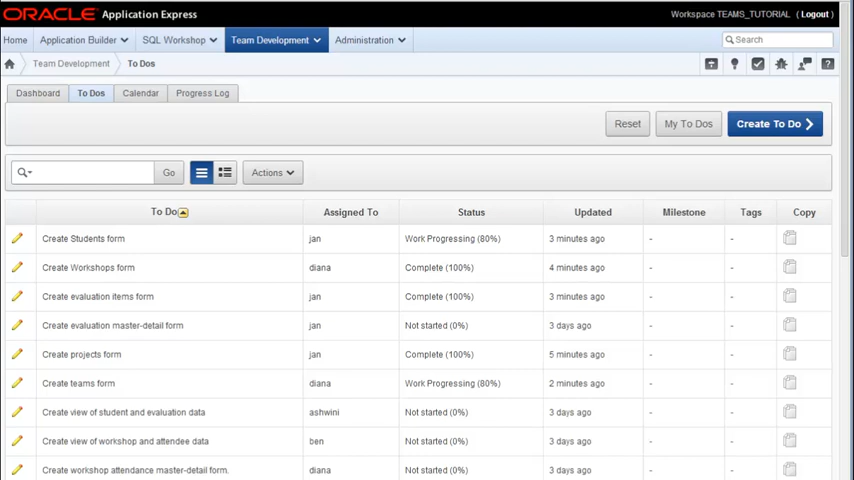 ORACLE Application Express Workspace TEAMS_TUTORIAL (Logout)
Home Application Builder SQL Workshop Team Development Administration Search
Team Development To Dos ?
Dashboard To Dos Calendar Progress Log
Reset My To Dos Create To Do
Go Actions
To Do Assigned To Status Updated Milestone Tags Copy
Create Students form jan Work Progressing (80%) 3 minutes ago - -
Create Workshops form diana Complete (100%) 4 minutes ago - -
Create evaluation items form jan Complete (100%) 3 minutes ago - -
Create evaluation master-detail form jan Not started (0%) 3 days ago - -
Create projects form jan Complete (100%) 5 minutes ago - -
Create teams form diana Work Progressing (80%) 2 minutes ago - -
Create view of student and evaluation data ashwini Not started (0%) 3 days ago - -
Create view of workshop and attendee data ben Not started (0%) 3 days ago - -
Create workshop attendance master-detail form. diana Not started (0%) 3 days ago - -